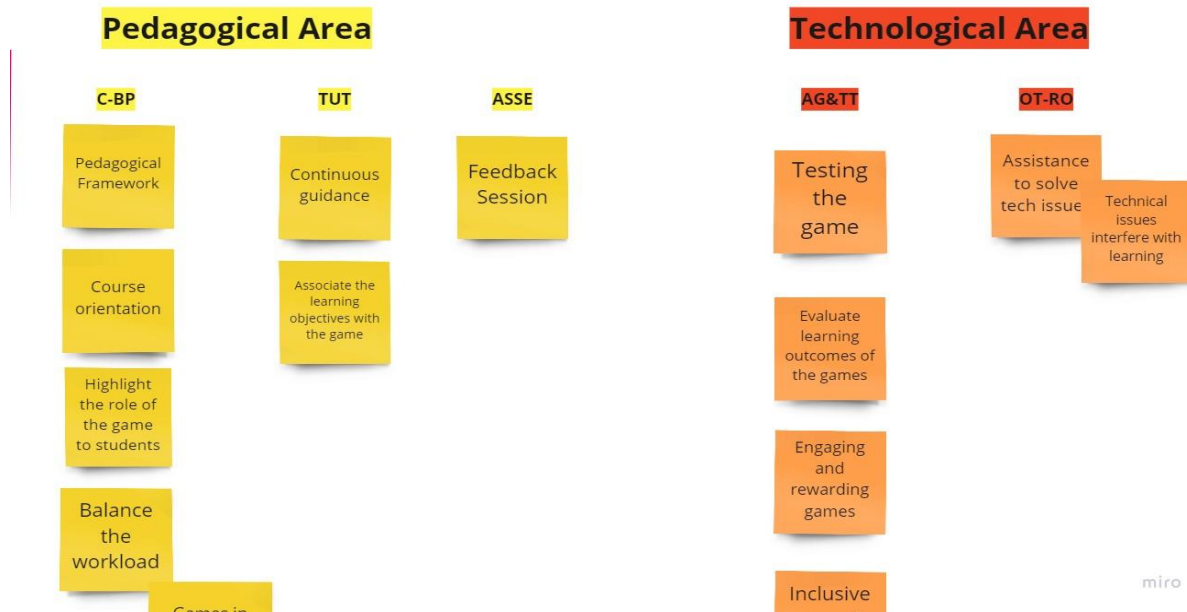 Pedagogical Area
Technological Area
C-BP
TUT
ASSE
AG&TT
OT-RO
Pedagogical
Framework
Continuous
guidance
Feedback
Session
Testing
the
game
Assistance
to solve
tech issue
Technical
issues
interfere with
learning
Course
orientation
Associate the
learning
objectives with
the game
Evaluate
learning
outcomes of
the games
Highlight
the role of
the game
to students
Engaging
and
rewarding
games
Balance
the
workload
Games in
Inclusive
miro